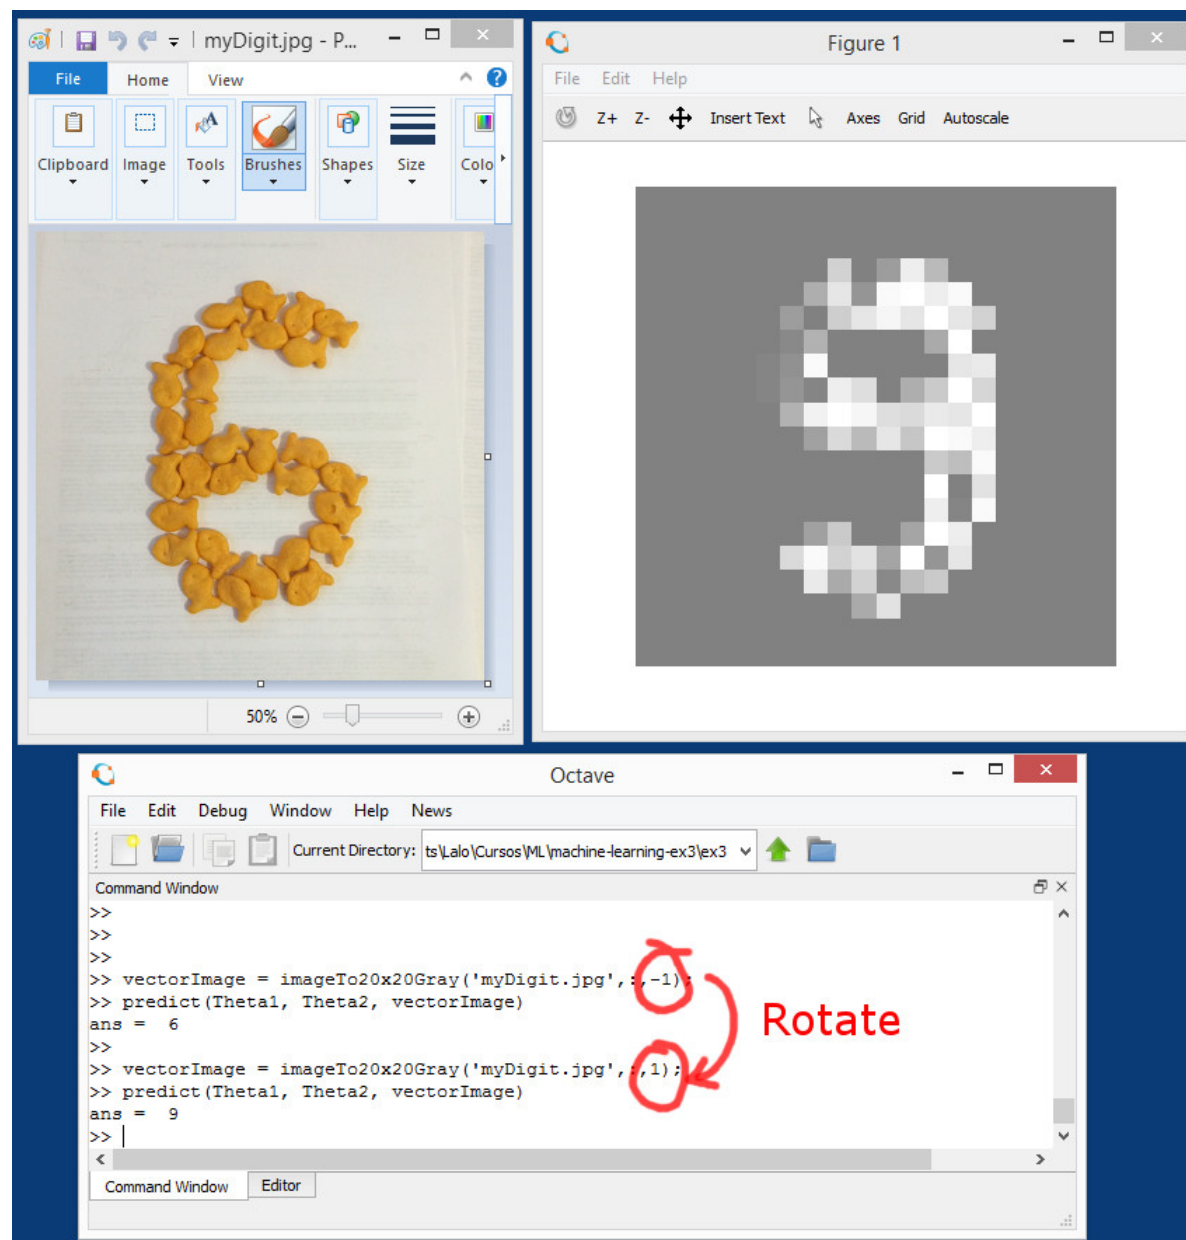 myDigit.jpg - P...
File Home View
Clipboard Image Tools Brushes Shapes Size Colo
50%
Figure 1
File Edit Help
Z+ Z- Insert Text Axes Grid Autoscale
Octave
File Edit Debug Window Help News
Current Directory: ts\Lalo\Cursos\ML\machine-learning-ex3\ex3
Command Window
>>
>>
>>
>> vectorImage = imageTo20x20Gray('myDigit.jpg',:,-1);
>> predict(Theta1, Theta2, vectorImage)
ans =  6
>>
>> vectorImage = imageTo20x20Gray('myDigit.jpg',:,1);
>> predict(Theta1, Theta2, vectorImage)
ans =  9
>>
Rotate
Command Window Editor